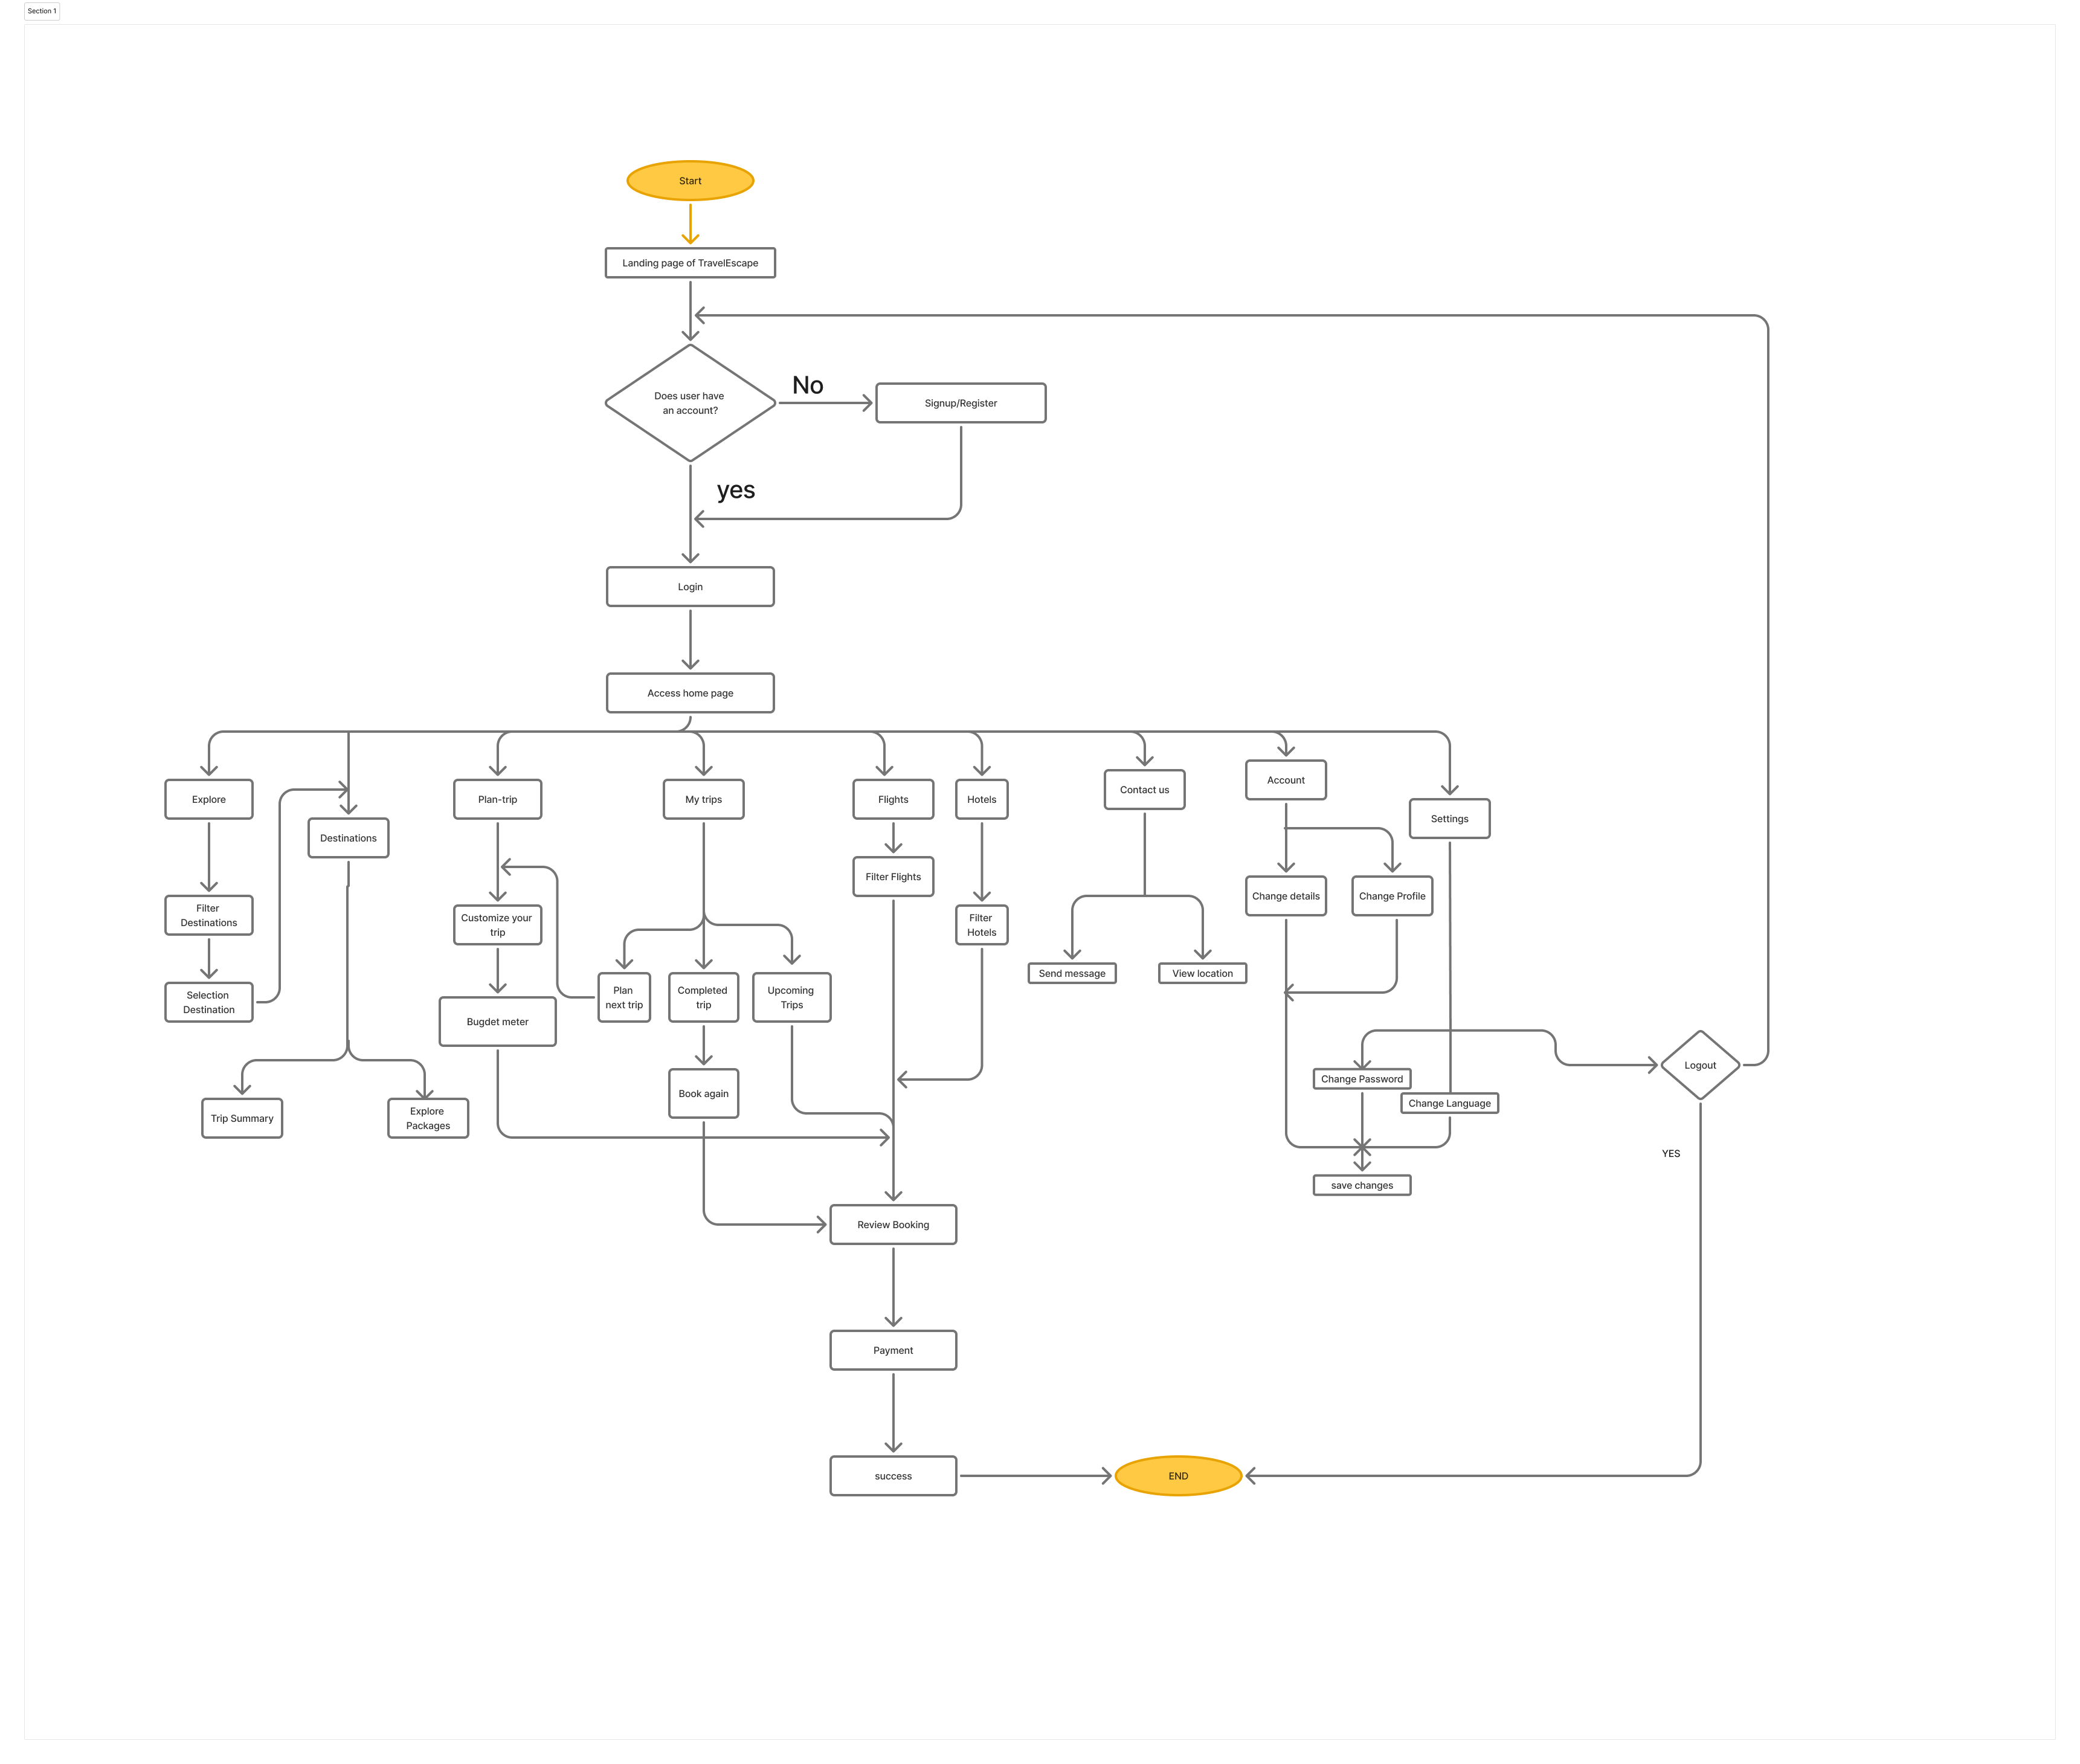 Section 1
Start
Landing page of TravelEscape
Does user have
an account?
No
Signup/Register
yes
Login
Access home page
Explore
Destinations
Plan-trip
My trips
Flights
Hotels
Contact us
Account
Settings
Filter
Destinations
Selection
Destination
Customize your
trip
Bugdet meter
Plan
next trip
Completed
trip
Upcoming
Trips
Filter Flights
Filter
Hotels
Send message
View location
Change details
Change Profile
Trip Summary
Explore
Packages
Book again
Change Password
Change Language
Logout
YES
save changes
Review Booking
Payment
success
END